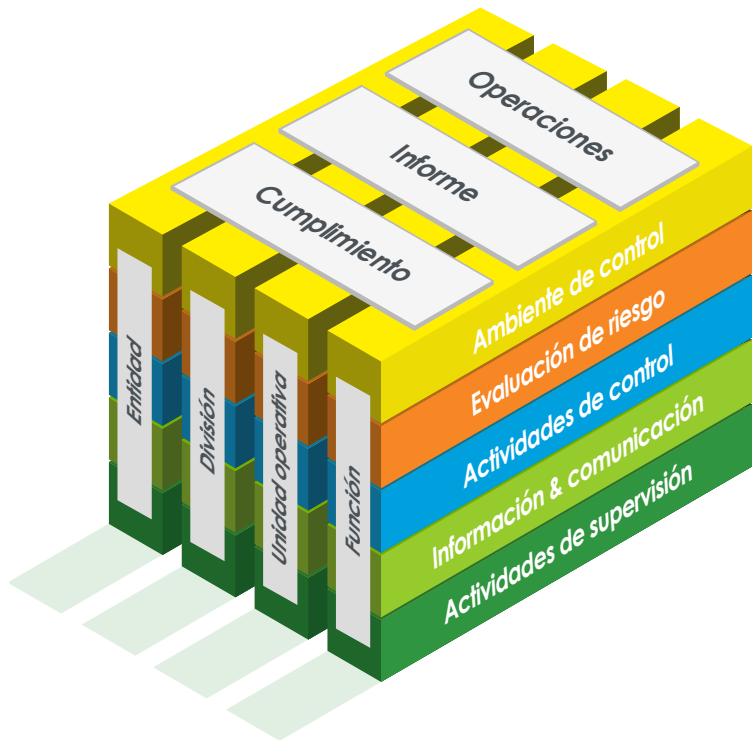 Operaciones
Informe
Cumplimiento
Ambiente de control
Evaluación de riesgo
Actividades de control
Información & comunicación
Actividades de supervisión
Entidad
División
Unidad operativa
Función